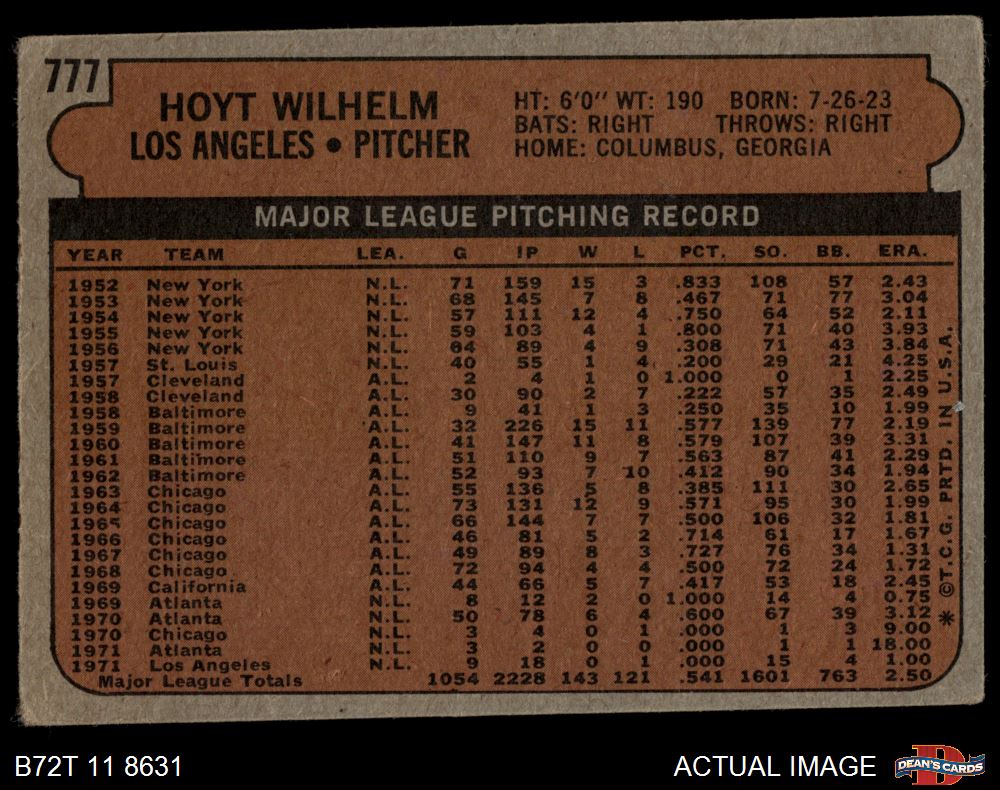 777
HOYT WILHELM
LOS ANGELES • PITCHER
HT: 6'0" WT: 190 BORN: 7-26-23
BATS: RIGHT THROWS: RIGHT
HOME: COLUMBUS, GEORGIA
MAJOR LEAGUE PITCHING RECORD
YEAR TEAM LEA. G IP W L PCT. SO. BB. ERA.
1952 New York N.L. 71 159 15 3 .833 108 57 2.43
1953 New York N.L. 68 145 7 8 .467 71 77 3.04
1954 New York N.L. 57 111 12 4 .750 64 52 2.11
1955 New York N.L. 59 103 4 1 .800 71 40 3.93
1956 New York N.L. 64 89 4 9 .308 71 43 3.84
1957 St. Louis N.L. 40 55 1 4 .200 29 21 4.25
1957 Cleveland A.L. 2 4 1 0 1.000 0 1 2.25
1958 Cleveland A.L. 30 90 2 7 .222 57 35 2.49
1958 Baltimore A.L. 9 41 1 3 .250 35 10 1.99
1959 Baltimore A.L. 32 226 15 11 .577 139 77 2.19
1960 Baltimore A.L. 41 147 11 8 .579 107 39 3.31
1961 Baltimore A.L. 51 110 9 7 .563 87 41 2.29
1962 Baltimore A.L. 52 93 7 10 .412 90 34 1.94
1963 Chicago A.L. 55 136 5 8 .385 111 30 2.65
1964 Chicago A.L. 73 131 12 9 .571 95 30 1.99
1965 Chicago A.L. 66 144 7 7 .500 106 32 1.81
1966 Chicago A.L. 46 81 5 2 .714 61 17 1.67
1967 Chicago A.L. 49 89 8 3 .727 76 34 1.31
1968 Chicago A.L. 72 94 4 4 .500 72 24 1.72
1969 California A.L. 44 66 5 7 .417 53 18 2.45
1969 Atlanta N.L. 8 12 2 0 1.000 14 4 0.75
1970 Atlanta N.L. 50 78 6 4 .600 67 39 3.12
1970 Chicago N.L. 3 4 0 1 .000 1 3 9.00
1971 Atlanta N.L. 3 2 0 0 .000 1 1 18.00
1971 Los Angeles N.L. 9 18 0 1 .000 15 4 1.00
Major League Totals 1054 2228 143 121 .541 1601 763 2.50
* © T.C.G. PRTD. IN U.S.A.
B72T 11 8631
ACTUAL IMAGE
D
DEAN'S CARDS